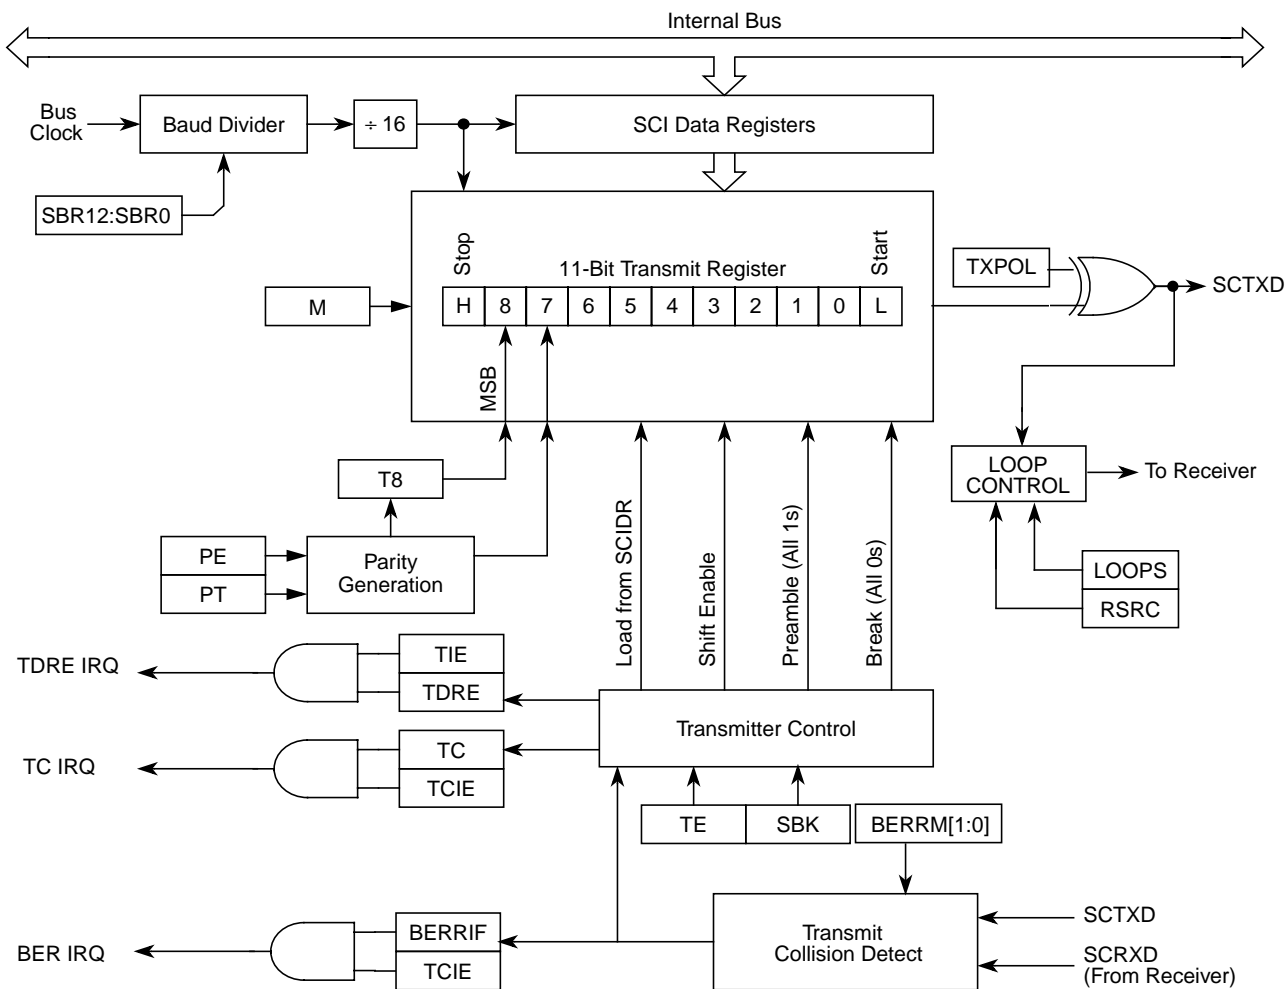 Internal Bus
Bus
Clock
Baud Divider
÷ 16
SCI Data Registers
SBR12:SBR0
Stop
11-Bit Transmit Register
Start
H 8 7 6 5 4 3 2 1 0 L
M
MSB
TXPOL
SCTXD
T8
LOOP
CONTROL
To Receiver
PE
PT
Parity
Generation
Load from SCIDR
Shift Enable
Preamble (All 1s)
Break (All 0s)
LOOPS
RSRC
TDRE IRQ
TIE
TDRE
Transmitter Control
TC IRQ
TC
TCIE
TE
SBK
BERRM[1:0]
BER IRQ
BERRIF
TCIE
Transmit
Collision Detect
SCTXD
SCRXD
(From Receiver)